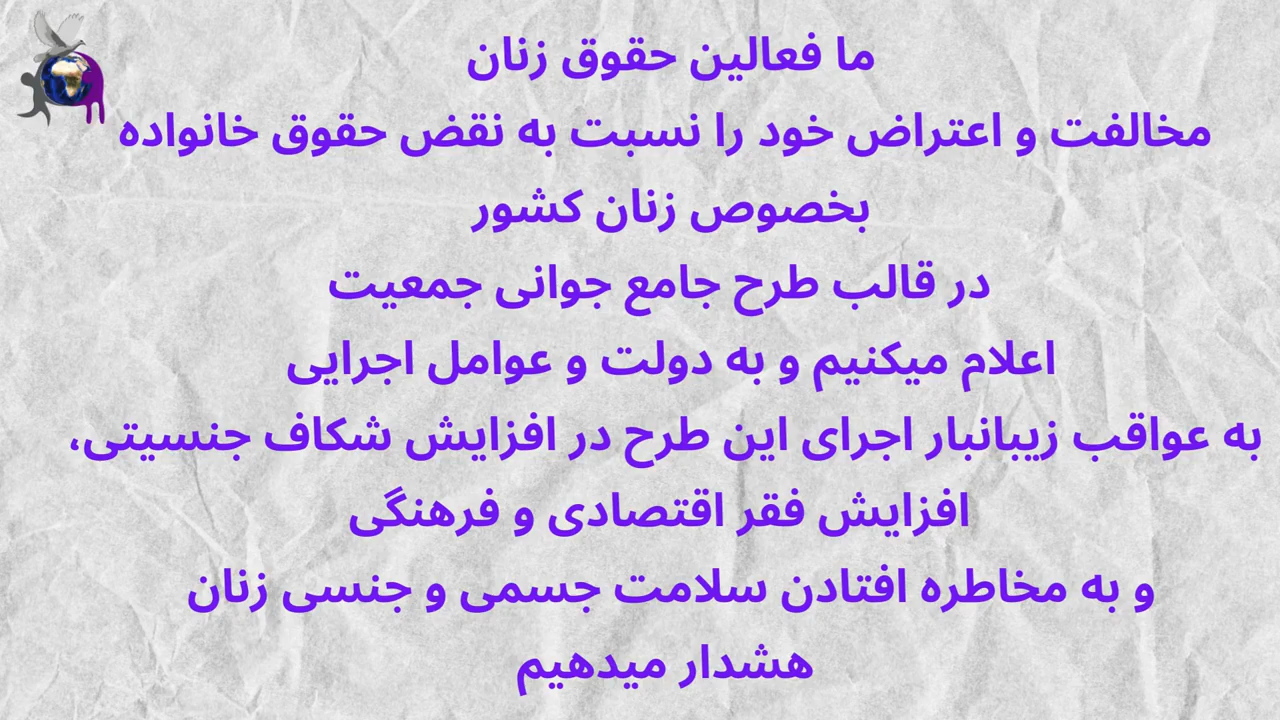 ما فعالین حقوق زنان
مخالفت و اعتراض خود را نسبت به نقض حقوق خانواده
بخصوص زنان کشور
در قالب طرح جامع جوانی جمعیت
اعلام میکنیم و به دولت و عوامل اجرایی
به عواقب زیبانبار اجرای این طرح در افزایش شکاف جنسیتی،
افزایش فقر اقتصادی و فرهنگی
و به مخاطره افتادن سلامت جسمی و جنسی زنان
هشدار میدهیم